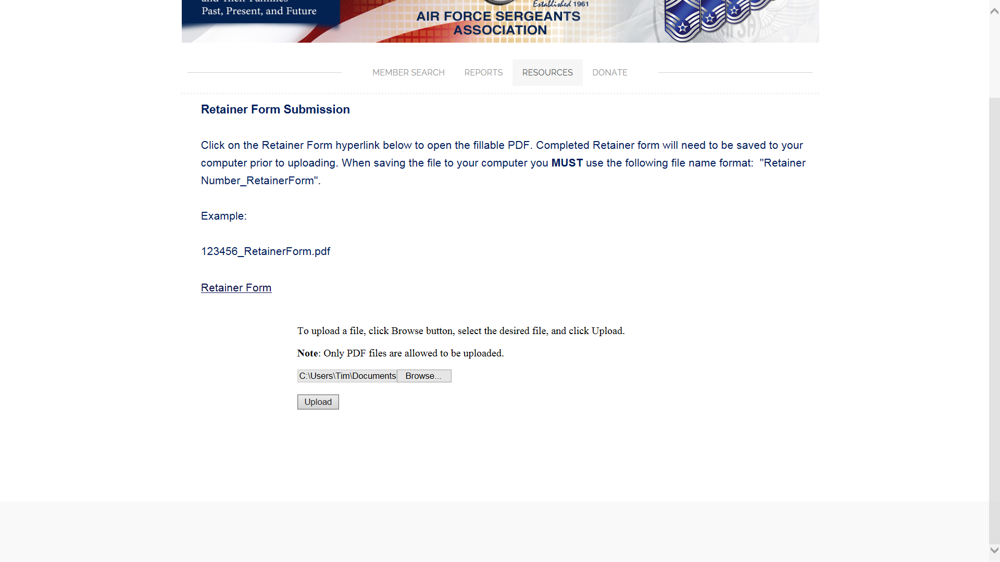 Past, Present, and Future
Established 1961
AIR FORCE SERGEANTS
ASSOCIATION
MEMBER SEARCH
REPORTS
RESOURCES
DONATE
Retainer Form Submission
Click on the Retainer Form hyperlink below to open the fillable PDF. Completed Retainer form will need to be saved to your
computer prior to uploading. When saving the file to your computer you MUST use the following file name format:  "Retainer
Number_RetainerForm".
Example:
123456_RetainerForm.pdf
Retainer Form
To upload a file, click Browse button, select the desired file, and click Upload.
Note: Only PDF files are allowed to be uploaded.
C:\Users\Tim\Documents
Browse...
Upload